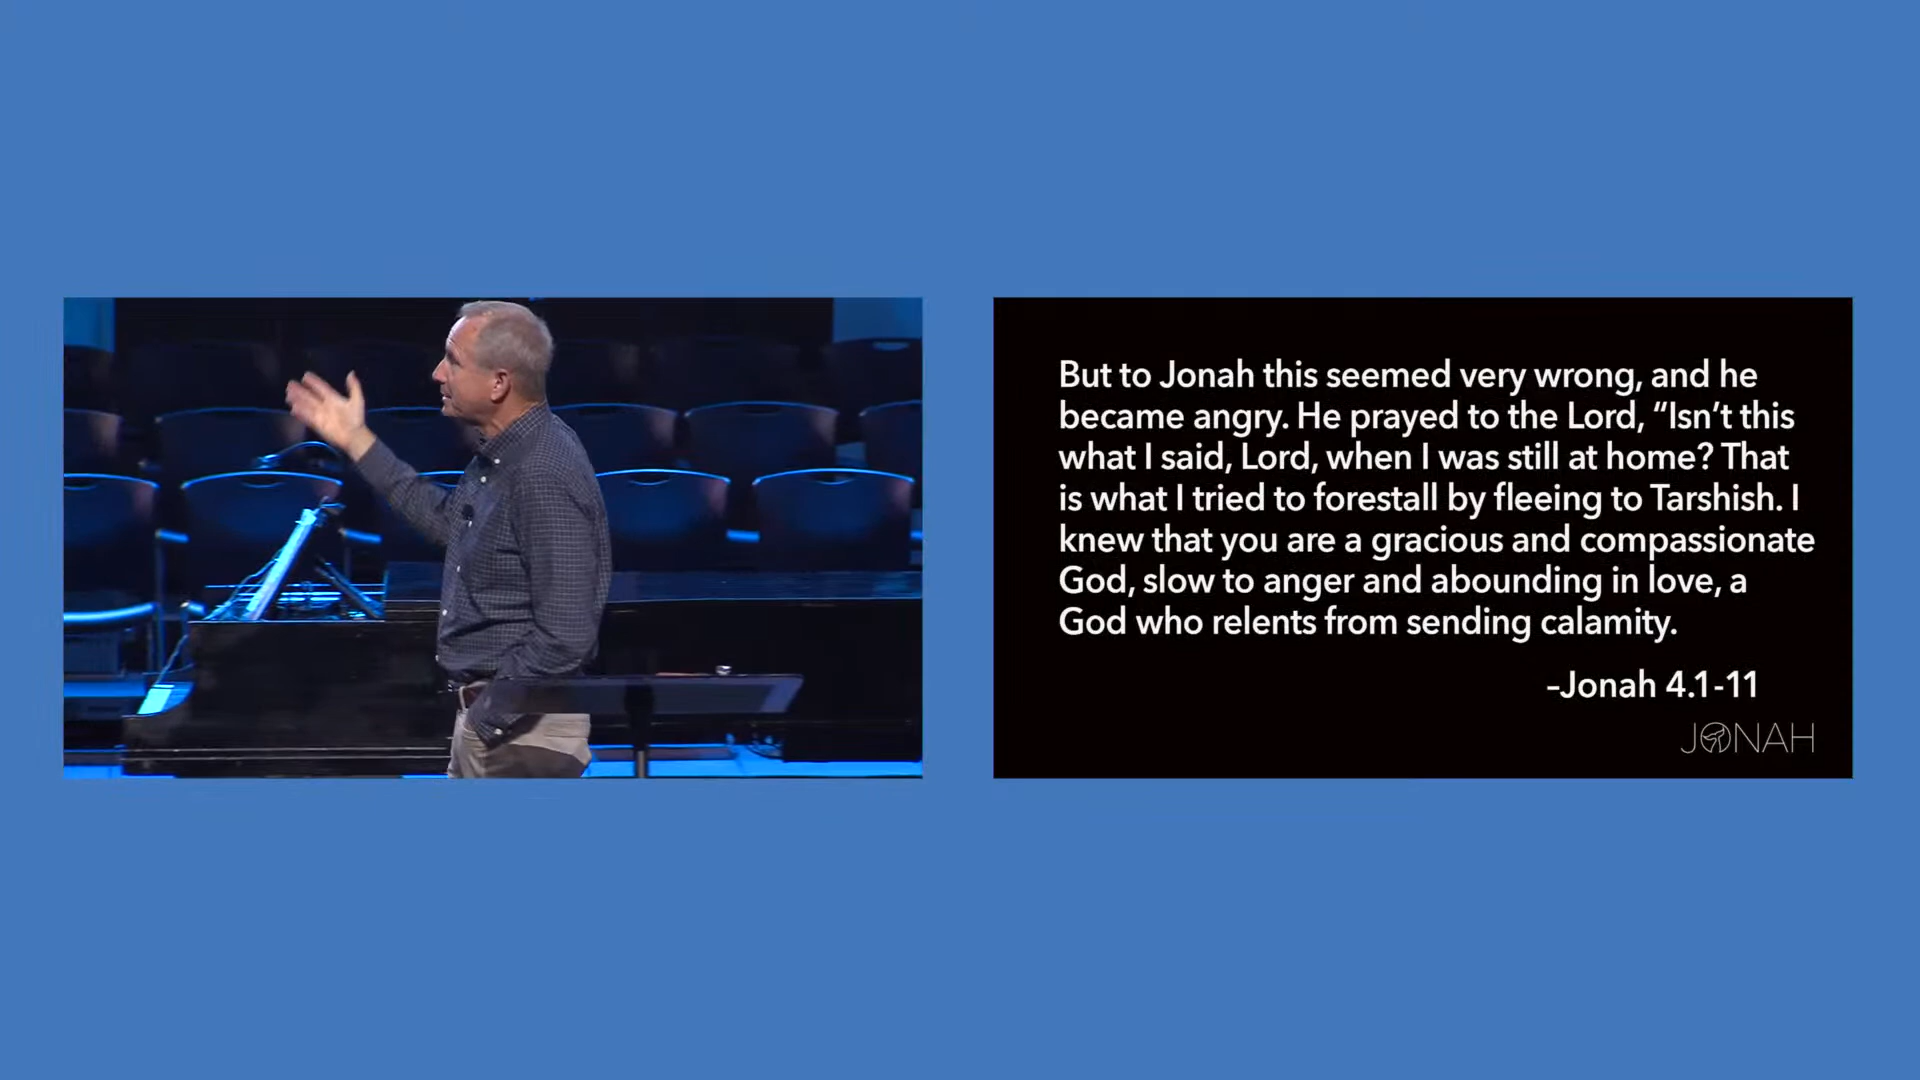 But to Jonah this seemed very wrong, and he
became angry. He prayed to the Lord, “Isn’t this
what I said, Lord, when I was still at home? That
is what I tried to forestall by fleeing to Tarshish. I
knew that you are a gracious and compassionate
God, slow to anger and abounding in love, a
God who relents from sending calamity.
–Jonah 4.1-11
JONAH